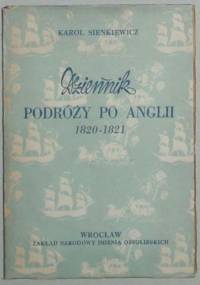 KAROL SIENKIEWICZ
Dziennik
PODRÓŻY PO ANGLII
1820-1821
WROCŁAW
ZAKŁAD NARODOWY IMIENIA OSSOLIŃSKICH